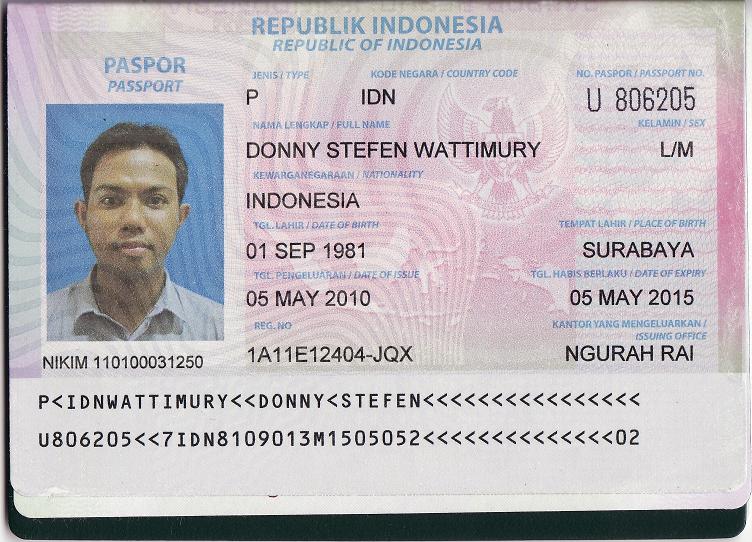 REPUBLIK INDONESIA
REPUBLIC OF INDONESIA
PASPOR
PASSPORT
JENIS / TYPE KODE NEGARA / COUNTRY CODE NO. PASPOR / PASSPORT NO.
P IDN U 806205
NAMA LENGKAP / FULL NAME KELAMIN / SEX
DONNY STEFEN WATTIMURY L/M
KEWARGANEGARAAN / NATIONALITY
INDONESIA
TGL. LAHIR / DATE OF BIRTH TEMPAT LAHIR / PLACE OF BIRTH
01 SEP 1981 SURABAYA
TGL. PENGELUARAN / DATE OF ISSUE TGL. HABIS BERLAKU / DATE OF EXPIRY
05 MAY 2010 05 MAY 2015
REG. NO KANTOR YANG MENGELUARKAN /
ISSUING OFFICE
1A11E12404-JQX NGURAH RAI
NIKIM 110100031250
P<IDNWATTIMURY<<DONNY<STEFEN<<<<<<<<<<<<<<<<
U806205<<7IDN8109013M1505052<<<<<<<<<<<<<<02